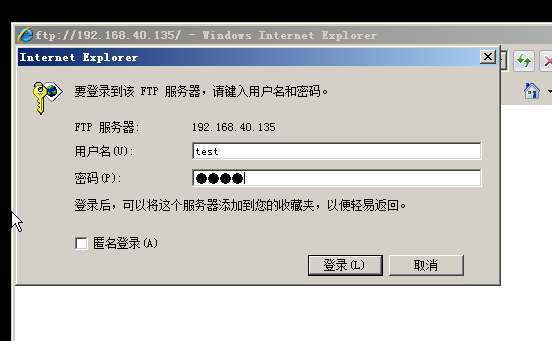 ftp://192.168.40.135/ - Windows Internet Explorer
Internet Explorer
要登录到该 FTP 服务器，请键入用户名和密码。
FTP 服务器: 192.168.40.135
用户名(U): test
密码(P): ●●●●
登录后，可以将这个服务器添加到您的收藏夹，以便轻易返回。
匿名登录(A)
登录(L) 取消